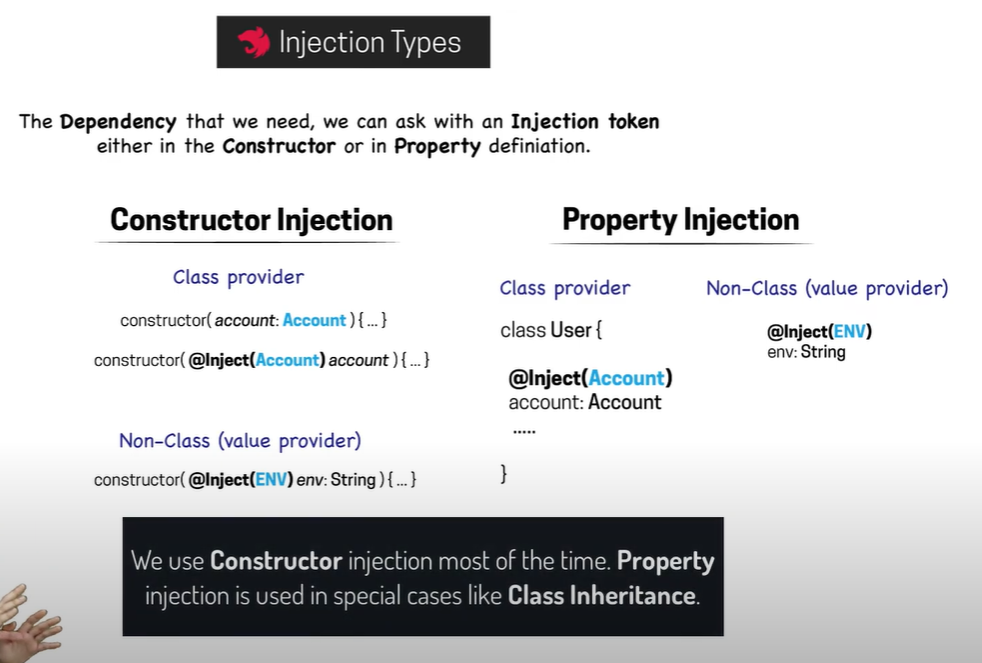 Injection Types
The Dependency that we need, we can ask with an Injection token
either in the Constructor or in Property definiation.
Constructor Injection
Class provider
constructor( account: Account ) { ... }
constructor( @Inject(Account) account ) { ... }
Non-Class (value provider)
constructor( @Inject(ENV) env: String ) { ... }
Property Injection
Class provider
class User {
@Inject(Account)
account: Account
.....
}
Non-Class (value provider)
@Inject(ENV)
env: String
We use Constructor injection most of the time. Property
injection is used in special cases like Class Inheritance.